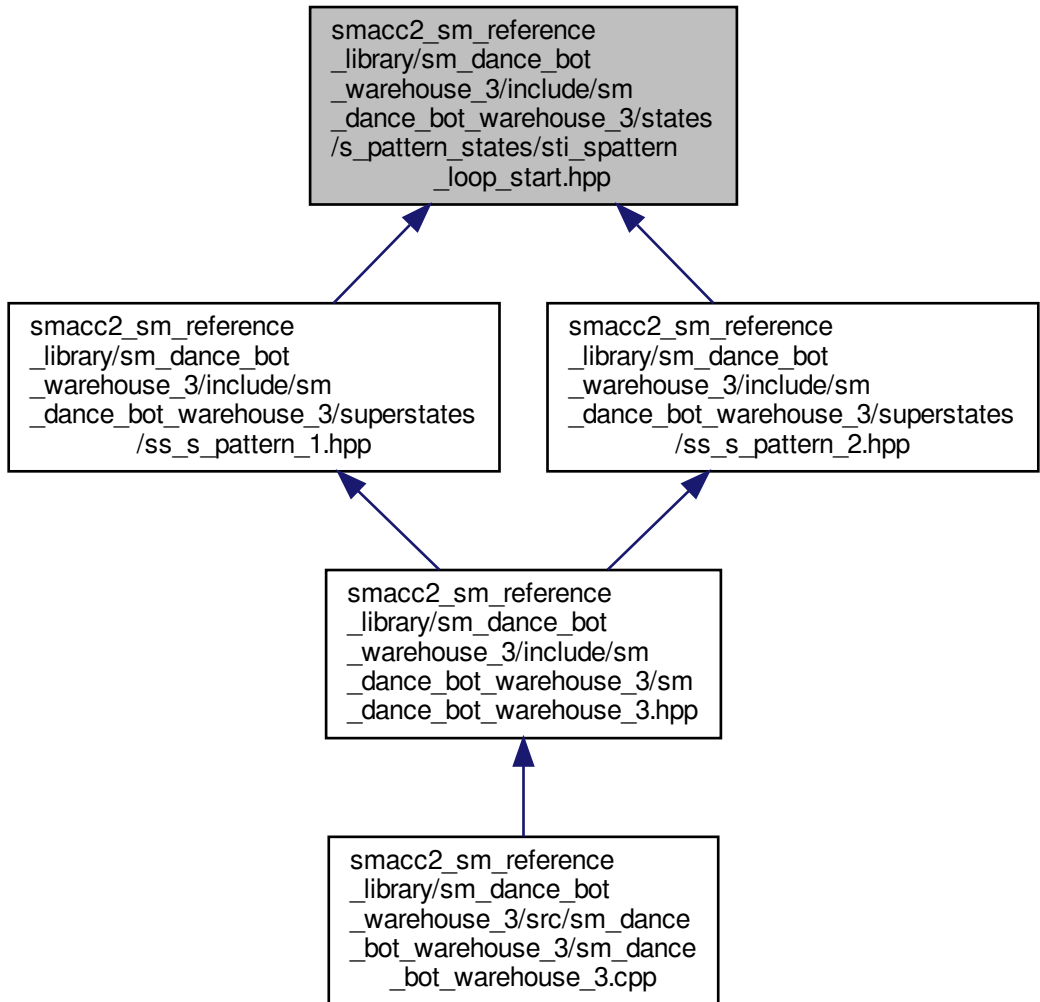 smacc2_sm_reference
_library/sm_dance_bot
_warehouse_3/include/sm
_dance_bot_warehouse_3/states
/s_pattern_states/sti_spattern
_loop_start.hpp
smacc2_sm_reference
_library/sm_dance_bot
_warehouse_3/include/sm
_dance_bot_warehouse_3/superstates
/ss_s_pattern_1.hpp
smacc2_sm_reference
_library/sm_dance_bot
_warehouse_3/include/sm
_dance_bot_warehouse_3/superstates
/ss_s_pattern_2.hpp
smacc2_sm_reference
_library/sm_dance_bot
_warehouse_3/include/sm
_dance_bot_warehouse_3/sm
_dance_bot_warehouse_3.hpp
smacc2_sm_reference
_library/sm_dance_bot
_warehouse_3/src/sm_dance
_bot_warehouse_3/sm_dance
_bot_warehouse_3.cpp